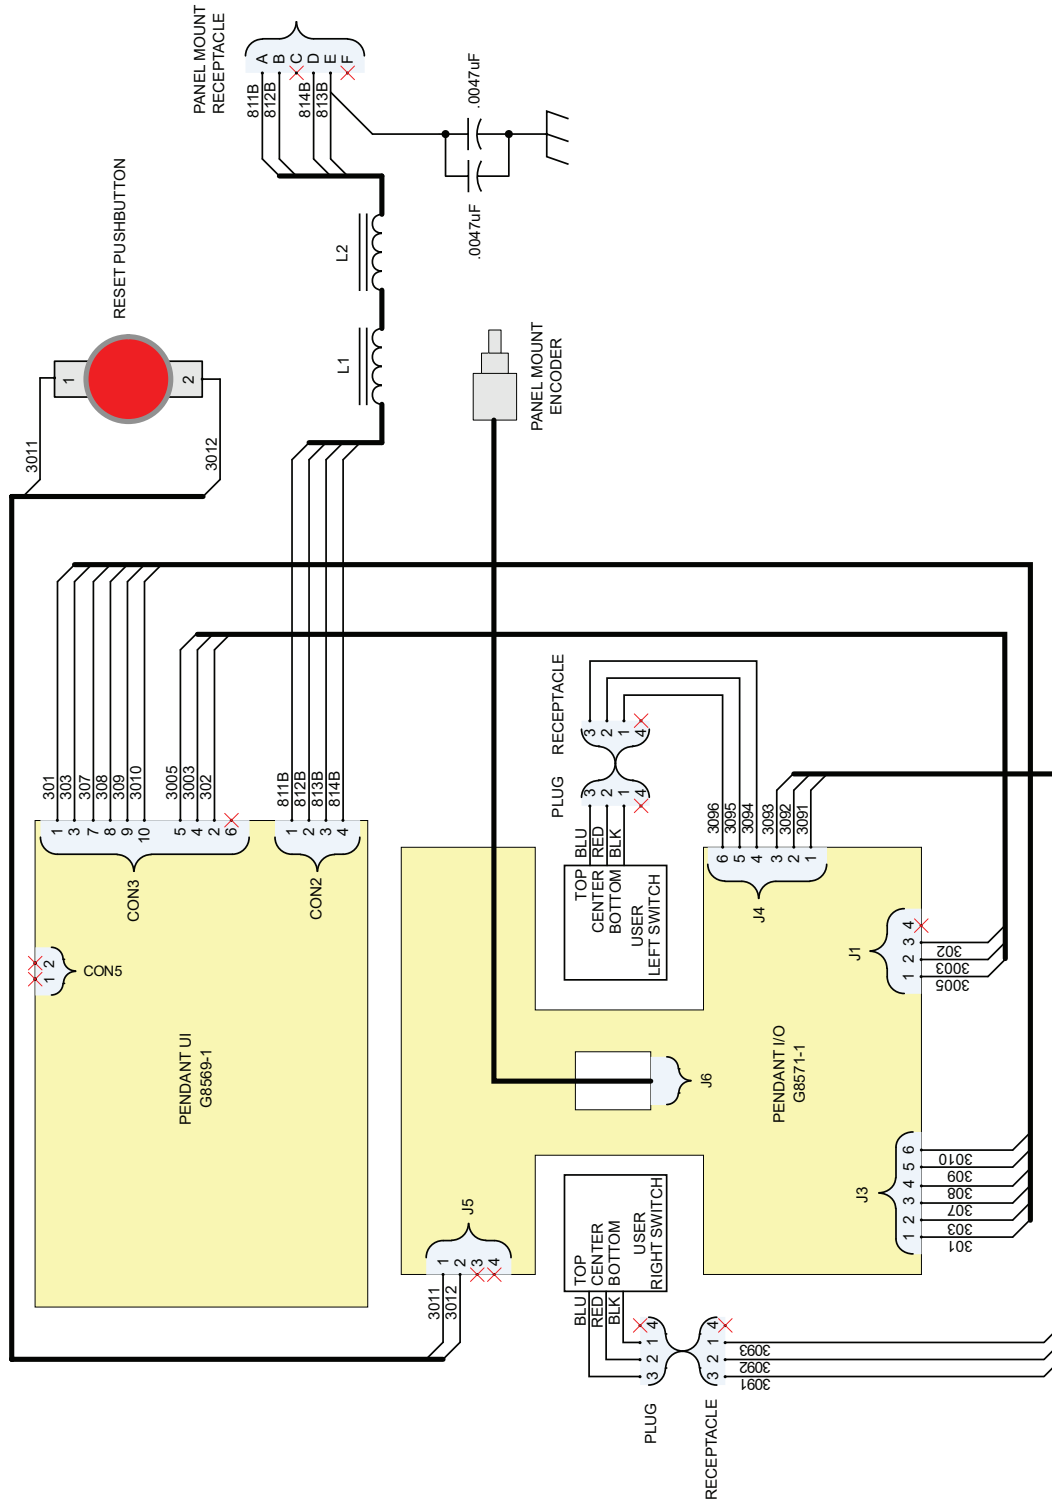 PANEL MOUNT
RECEPTACLE
A
B
C
D
E
F
811B
812B
814B
813B
.0047uF
.0047uF
RESET PUSHBUTTON
1
2
3011
3012
L2
L1
PANEL MOUNT
ENCODER
301
303
307
308
309
3010
3005
3003
302
811B
812B
813B
814B
1
3
7
8
9
10
5
4
2
6
CON3
1
2
3
4
CON2
1 2
CON5
PENDANT UI
G8569-1
RECEPTACLE
3
2
1
4
PLUG
3
2
1
4
BLU
RED
BLK
TOP
CENTER
BOTTOM
USER
LEFT SWITCH
3096
3095
3094
3093
3092
3091
6
5
4
3
2
1
J4
J1
1 2 3 4
302
3003
3005
J6
PENDANT I/O
G8571-1
J3
1 2 3 4 5 6
3010
309
308
307
303
301
J5
1
2
3
4
3011
3012
TOP
CENTER
BOTTOM
USER
RIGHT SWITCH
BLU
RED
BLK
3 2 1 4
PLUG
3 2 1 4
RECEPTACLE
3093
3092
3091